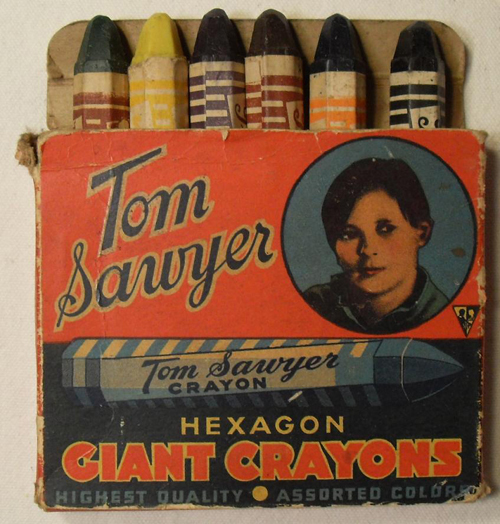 Tom
Sawyer
Tom Sawyer
CRAYON
HEXAGON
GIANT CRAYONS
HIGHEST QUALITY • ASSORTED COLORS